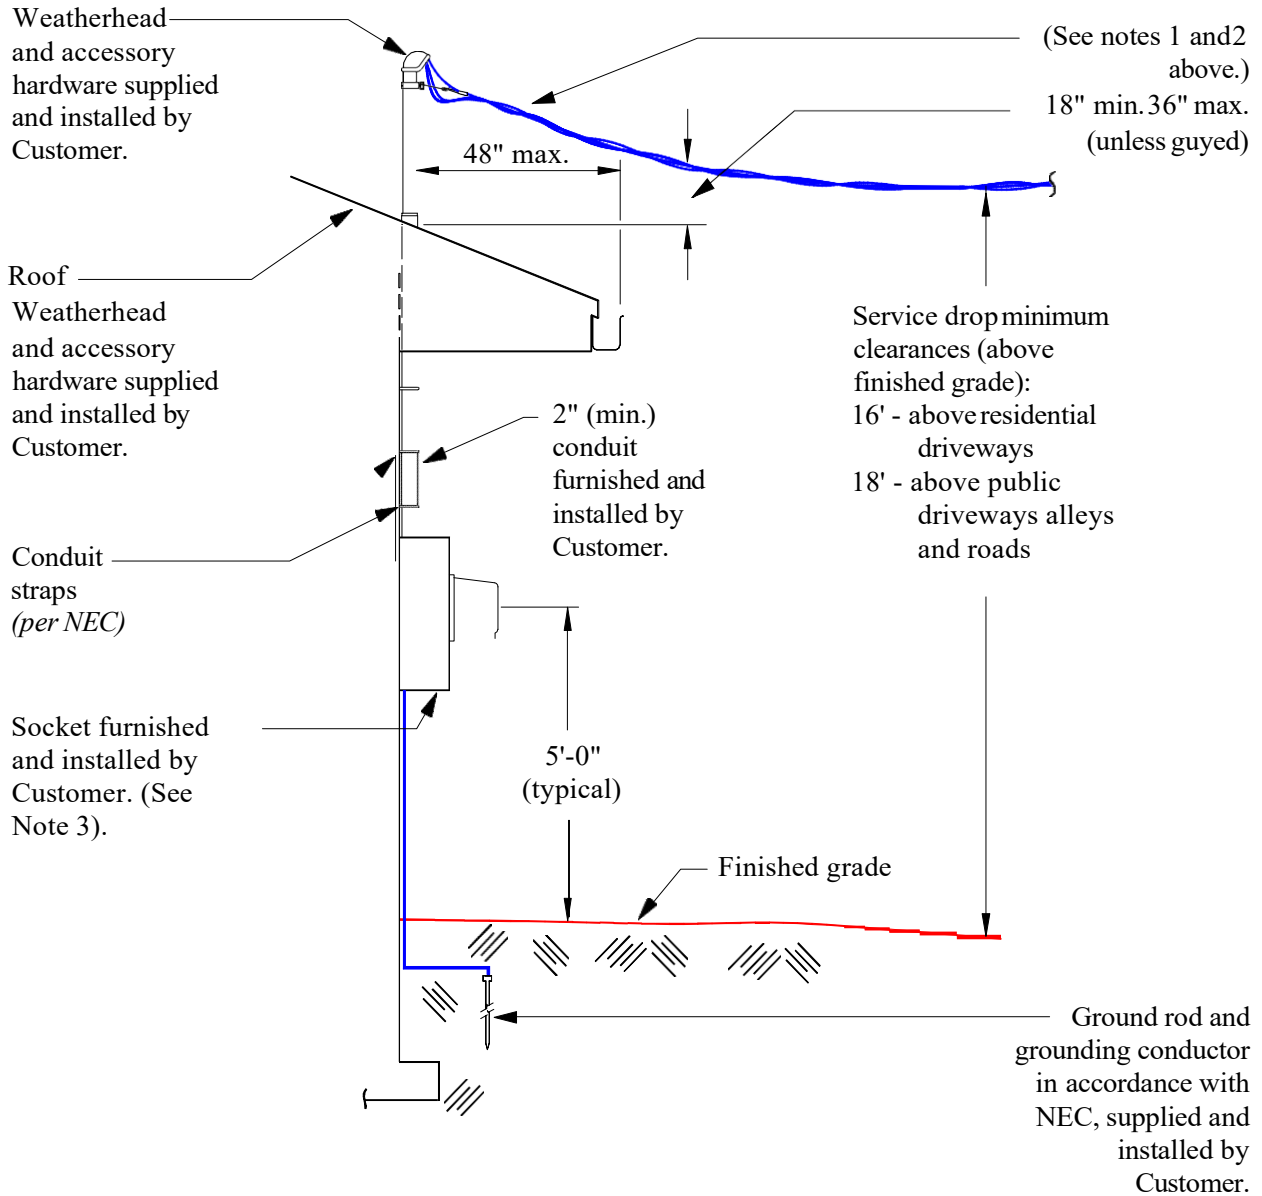 Weatherhead
and accessory
hardware supplied
and installed by
Customer.
(See notes 1 and 2
above.)
18" min. 36" max.
(unless guyed)
48" max.
Roof
Weatherhead
and accessory
hardware supplied
and installed by
Customer.
2" (min.)
conduit
furnished and
installed by
Customer.
Service drop minimum
clearances (above
finished grade):
16' - above residential
driveways
18' - above public
driveways alleys
and roads
Conduit
straps
(per NEC)
Socket furnished
and installed by
Customer. (See
Note 3).
5'-0"
(typical)
Finished grade
Ground rod and
grounding conductor
in accordance with
NEC, supplied and
installed by
Customer.